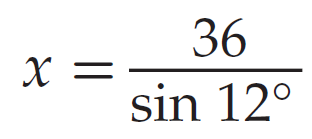 x = 36 / sin 12°